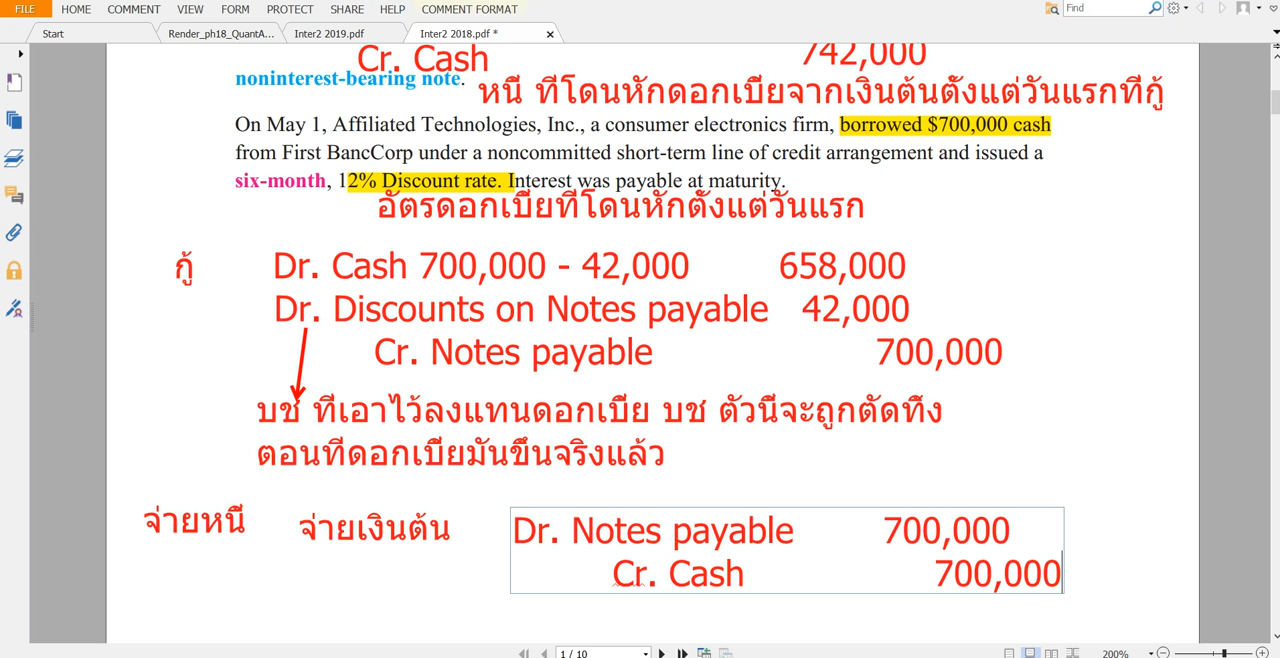 FILE HOME COMMENT VIEW FORM PROTECT SHARE HELP COMMENT FORMAT Find
Start Render_ph18_QuantA... Inter2 2019.pdf Inter2 2018.pdf *
Cr. Cash 742,000
noninterest-bearing note.
หนี้ ที่โดนหักดอกเบี้ยจากเงินต้นตั้งแต่วันแรกที่กู้
On May 1, Affiliated Technologies, Inc., a consumer electronics firm, borrowed $700,000 cash
from First BancCorp under a noncommitted short-term line of credit arrangement and issued a
six-month, 12% Discount rate. Interest was payable at maturity.
อัตรดอกเบี้ยที่โดนหักตั้งแต่วันแรก
กู้ Dr. Cash 700,000 - 42,000 658,000
Dr. Discounts on Notes payable 42,000
Cr. Notes payable 700,000
บช ที่เอาไว้ลงแทนดอกเบี้ย บช ตัวนี้จะถูกตัดทิ้ง
ตอนที่ดอกเบี้ยมันขึ้นจริงแล้ว
จ่ายหนี้ จ่ายเงินต้น Dr. Notes payable 700,000
Cr. Cash 700,000
1 / 10 200%